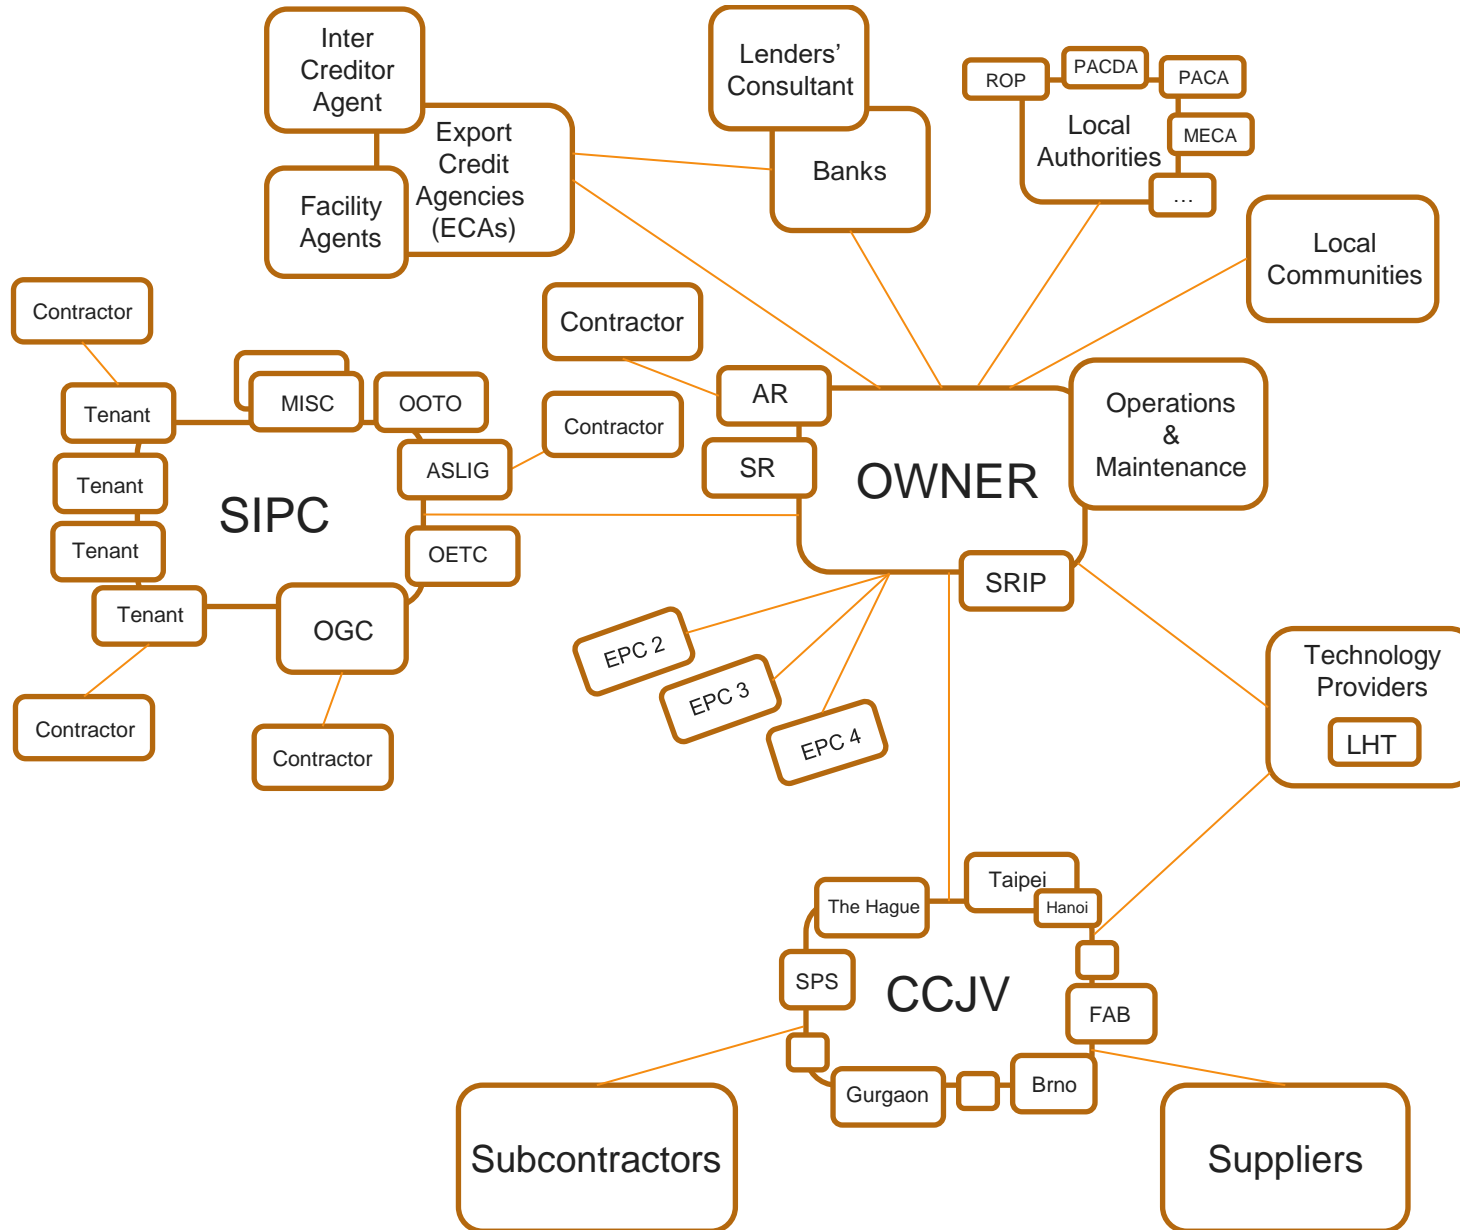 Inter
Creditor
Agent
Export
Credit
Agencies
(ECAs)
Facility
Agents
Lenders’
Consultant
Banks
ROP
PACDA
PACA
MECA
…
Local
Authorities
Local
Communities
Contractor
Contractor
Contractor
Tenant
Tenant
Tenant
Tenant
MISC
OOTO
ASLIG
OETC
OGC
SIPC
Contractor
Contractor
AR
SR
OWNER
Operations
&
Maintenance
SRIP
EPC 2
EPC 3
EPC 4
Technology
Providers
LHT
The Hague
Taipei
Hanoi
SPS
CCJV
FAB
Gurgaon
Brno
Subcontractors
Suppliers